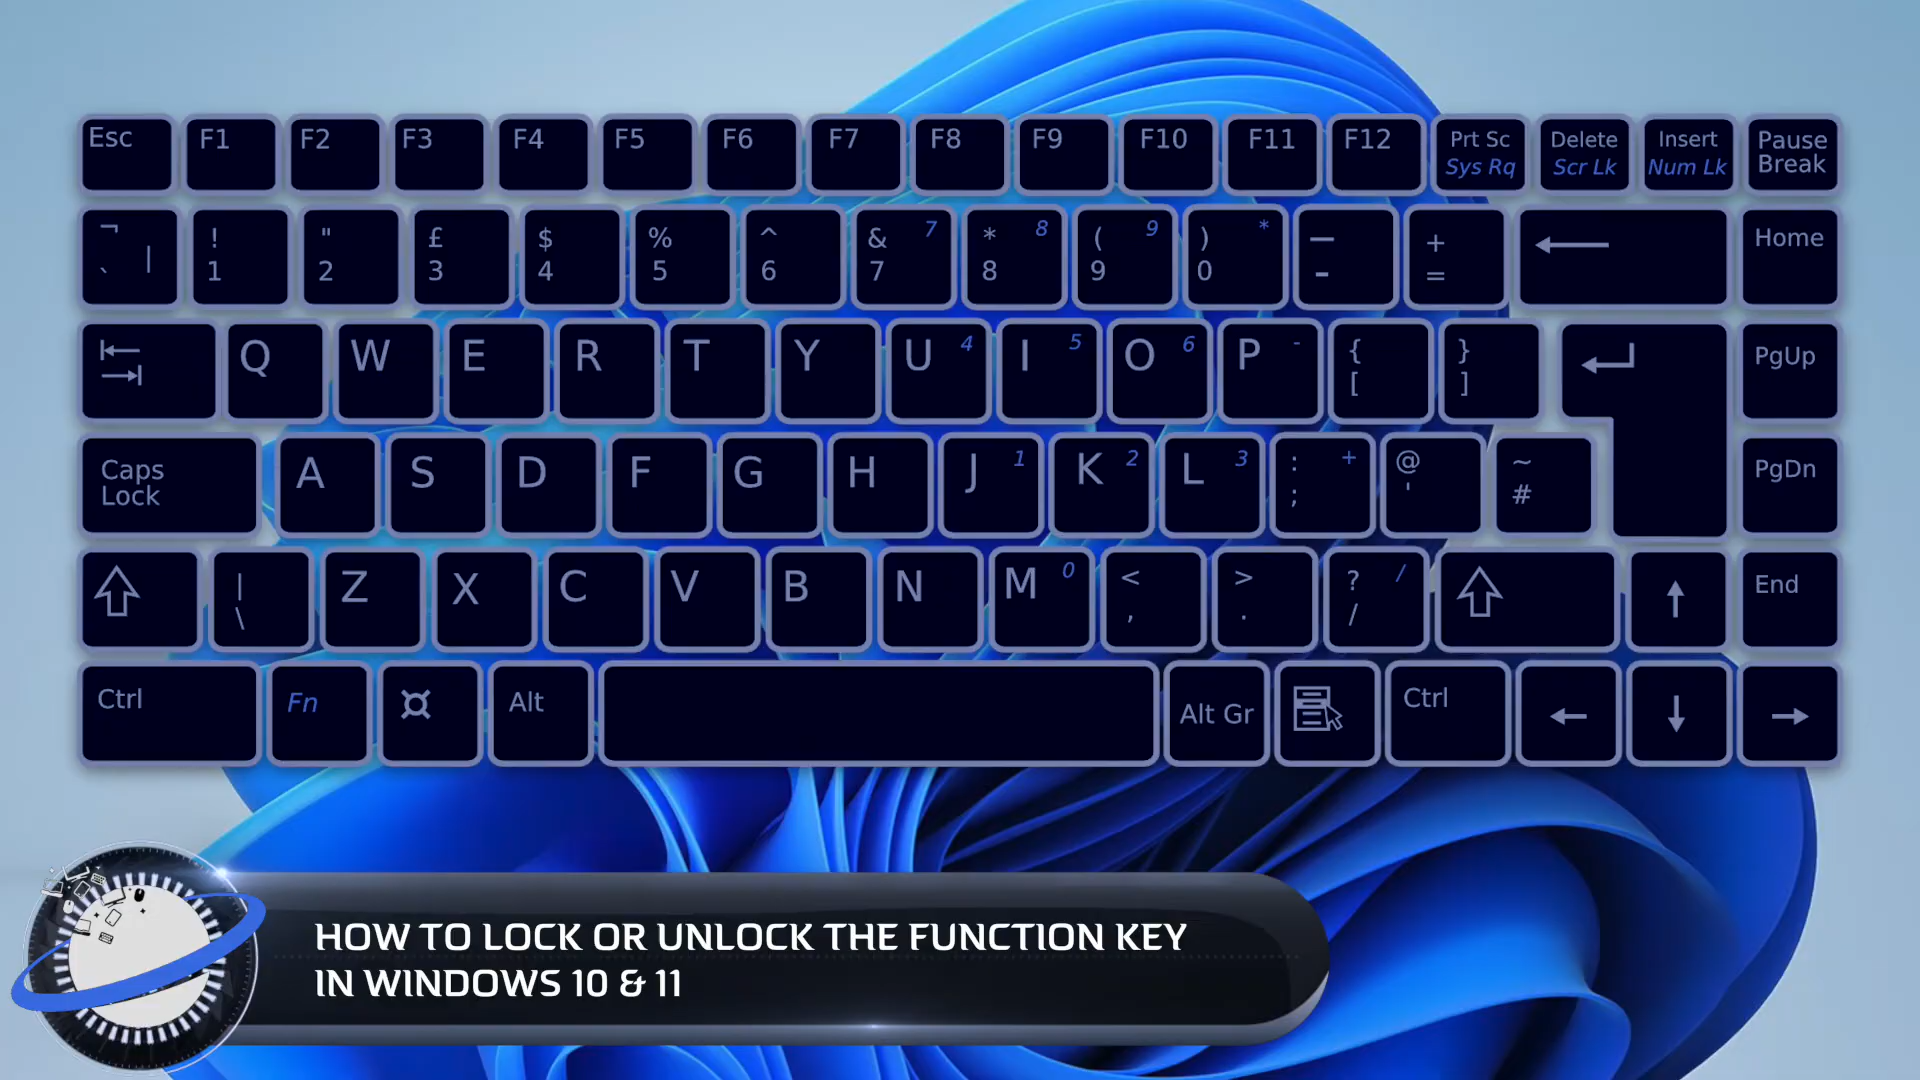 Esc F1 F2 F3 F4 F5 F6 F7 F8 F9 F10 F11 F12 Prt Sc Delete Insert Pause
Sys Rq Scr Lk Num Lk Break
¬ ! " £ $ % ^ & 7 * 8 ( 9 ) * — + Home
` | 1 2 3 4 5 6 7 8 9 0 - =
Q W E R T Y U 4 I 5 O 6 P - { } PgUp
[ ]
Caps A S D F G H J 1 K 2 L 3 : + @ ~ PgDn
Lock ; ' #
| Z X C V B N M 0 < > ? / End
\ , . /
Ctrl Fn Alt Alt Gr Ctrl
HOW TO LOCK OR UNLOCK THE FUNCTION KEY
IN WINDOWS 10 & 11